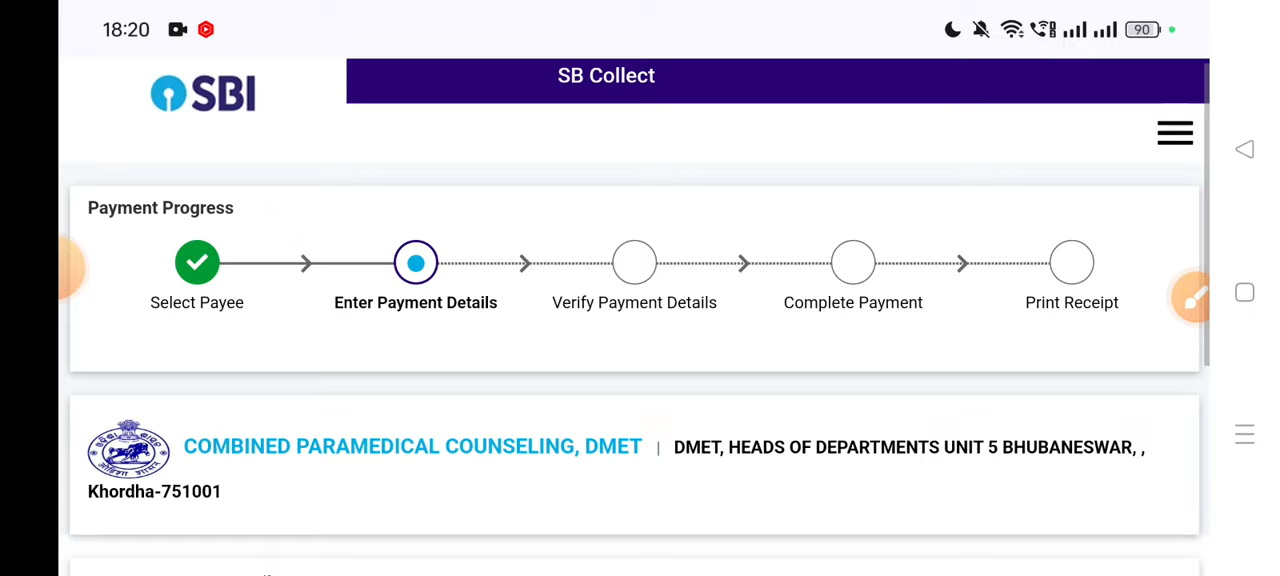 18:20
90
SBI
SB Collect
Payment Progress
Select Payee
Enter Payment Details
Verify Payment Details
Complete Payment
Print Receipt
COMBINED PARAMEDICAL COUNSELING, DMET | DMET, HEADS OF DEPARTMENTS UNIT 5 BHUBANESWAR, ,
Khordha-751001